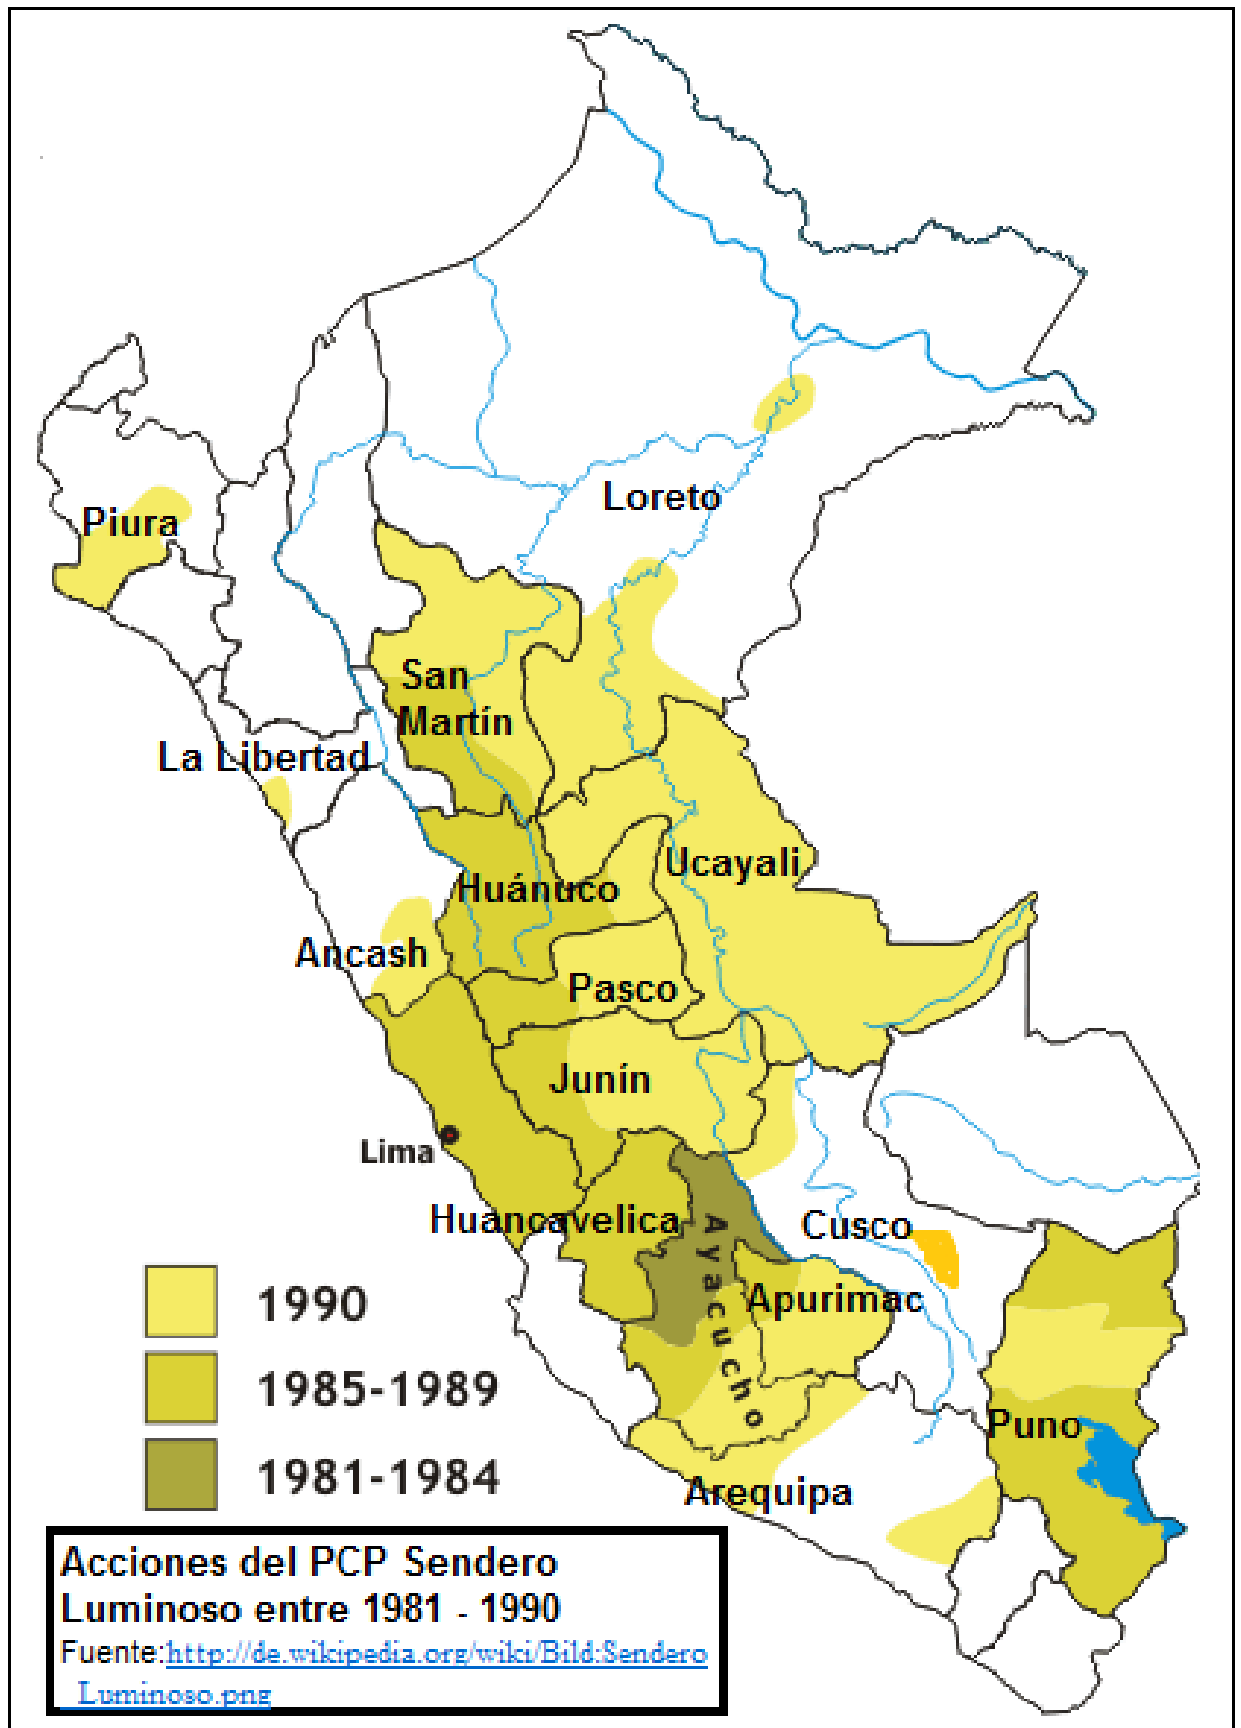 Loreto
Piura
San
Martín
La Libertad
Ucayali
Huánuco
Ancash
Pasco
Junín
Lima
Huancavelica
Ayacucho
Cusco
Apurimac
Puno
Arequipa
1990
1985-1989
1981-1984
Acciones del PCP Sendero
Luminoso entre 1981 - 1990
Fuente:http://de.wikipedia.org/wiki/Bild:Sendero
_Luminoso.png